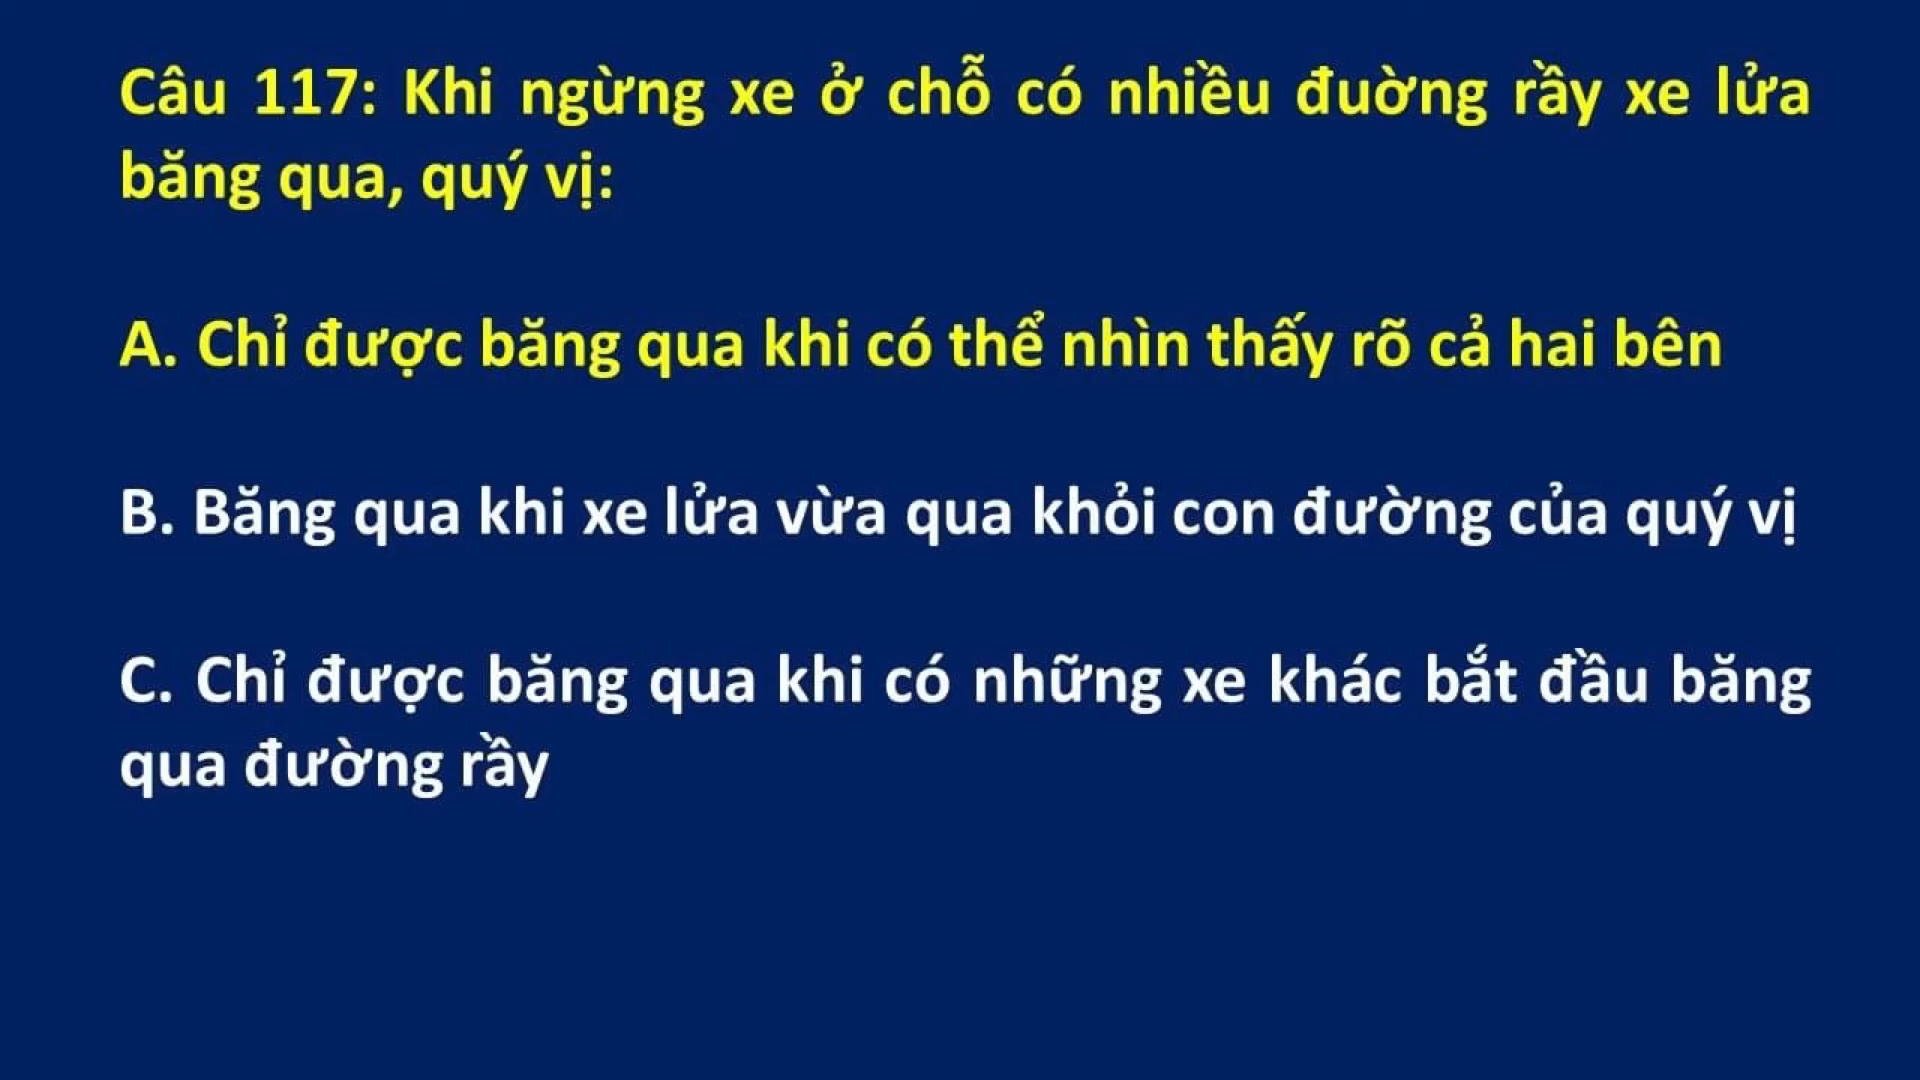 Câu 117: Khi ngừng xe ở chỗ có nhiều đuờng rầy xe lửa
băng qua, quý vị:
A. Chỉ được băng qua khi có thể nhìn thấy rõ cả hai bên
B. Băng qua khi xe lửa vừa qua khỏi con đường của quý vị
C. Chỉ được băng qua khi có những xe khác bắt đầu băng
qua đường rầy